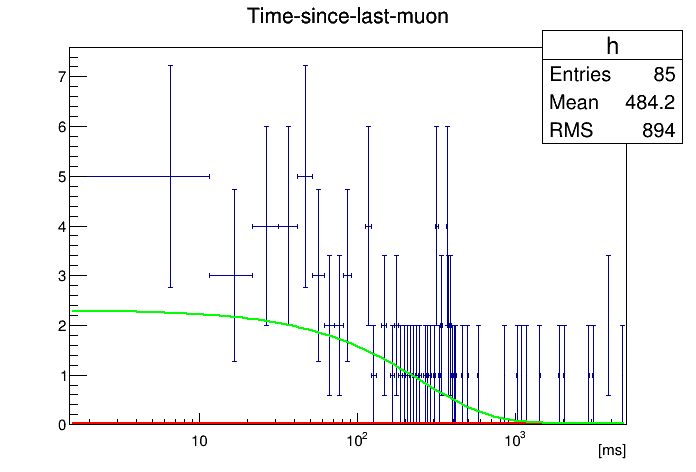 Time-since-last-muon
h
Entries 85
Mean 484.2
RMS 894
7
6
5
4
3
2
1
0
10
10²
10³
[ms]